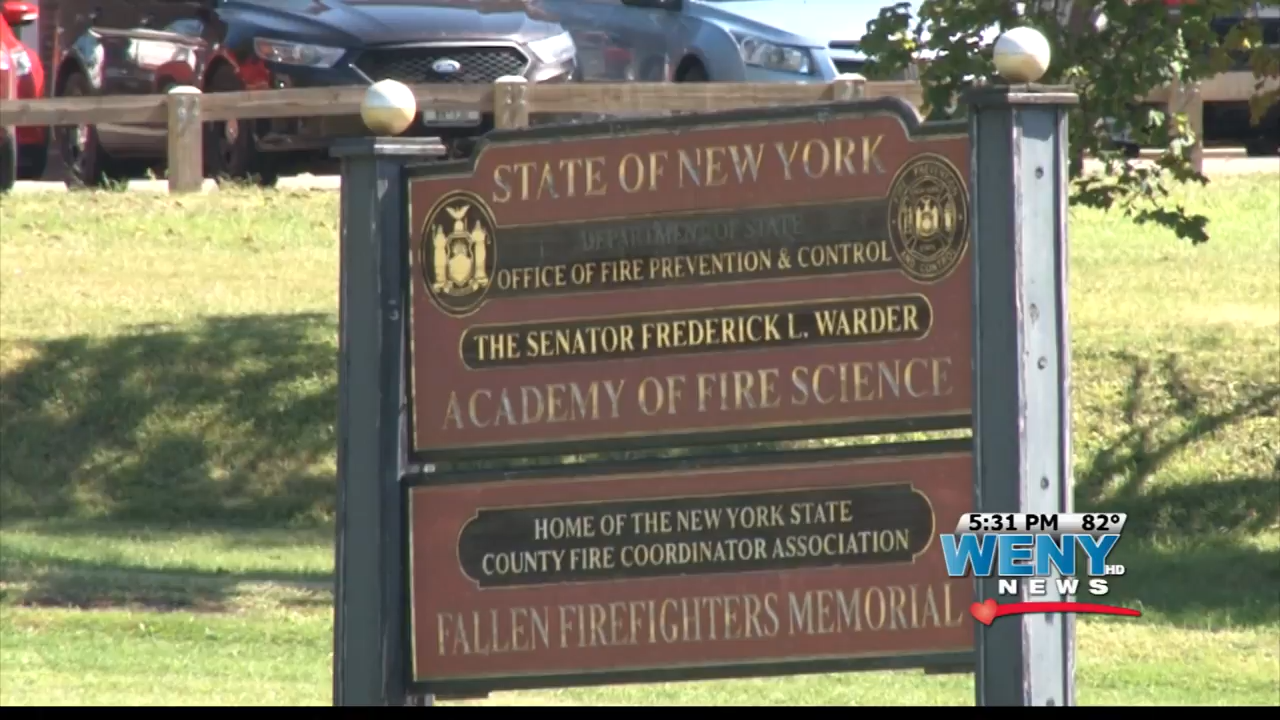 STATE OF NEW YORK
DEPARTMENT OF STATE
OFFICE OF FIRE PREVENTION & CONTROL
THE SENATOR FREDERICK L. WARDER
ACADEMY OF FIRE SCIENCE
HOME OF THE NEW YORK STATE
COUNTY FIRE COORDINATOR ASSOCIATION
FALLEN FIREFIGHTERS MEMORIAL
5:31 PM 82°
WENY HD
NEWS